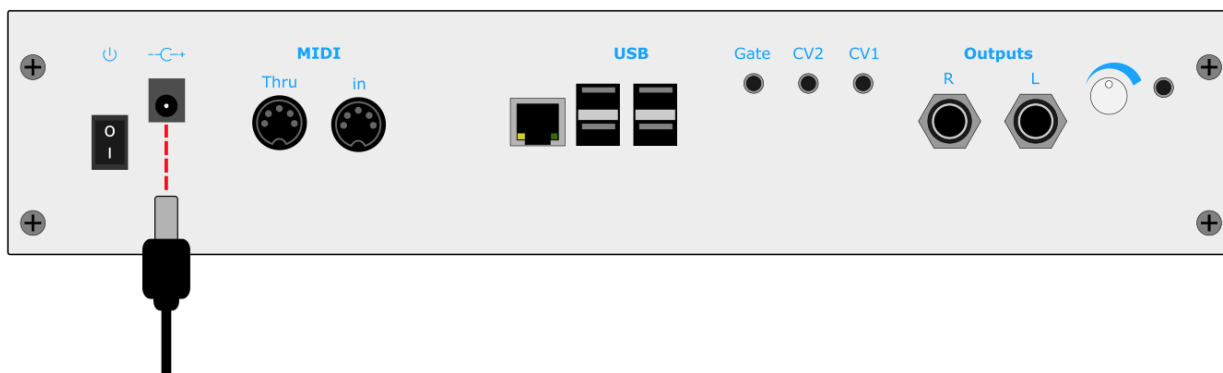 MIDI
Thru
in
USB
Gate
CV2
CV1
Outputs
R
L
O
I